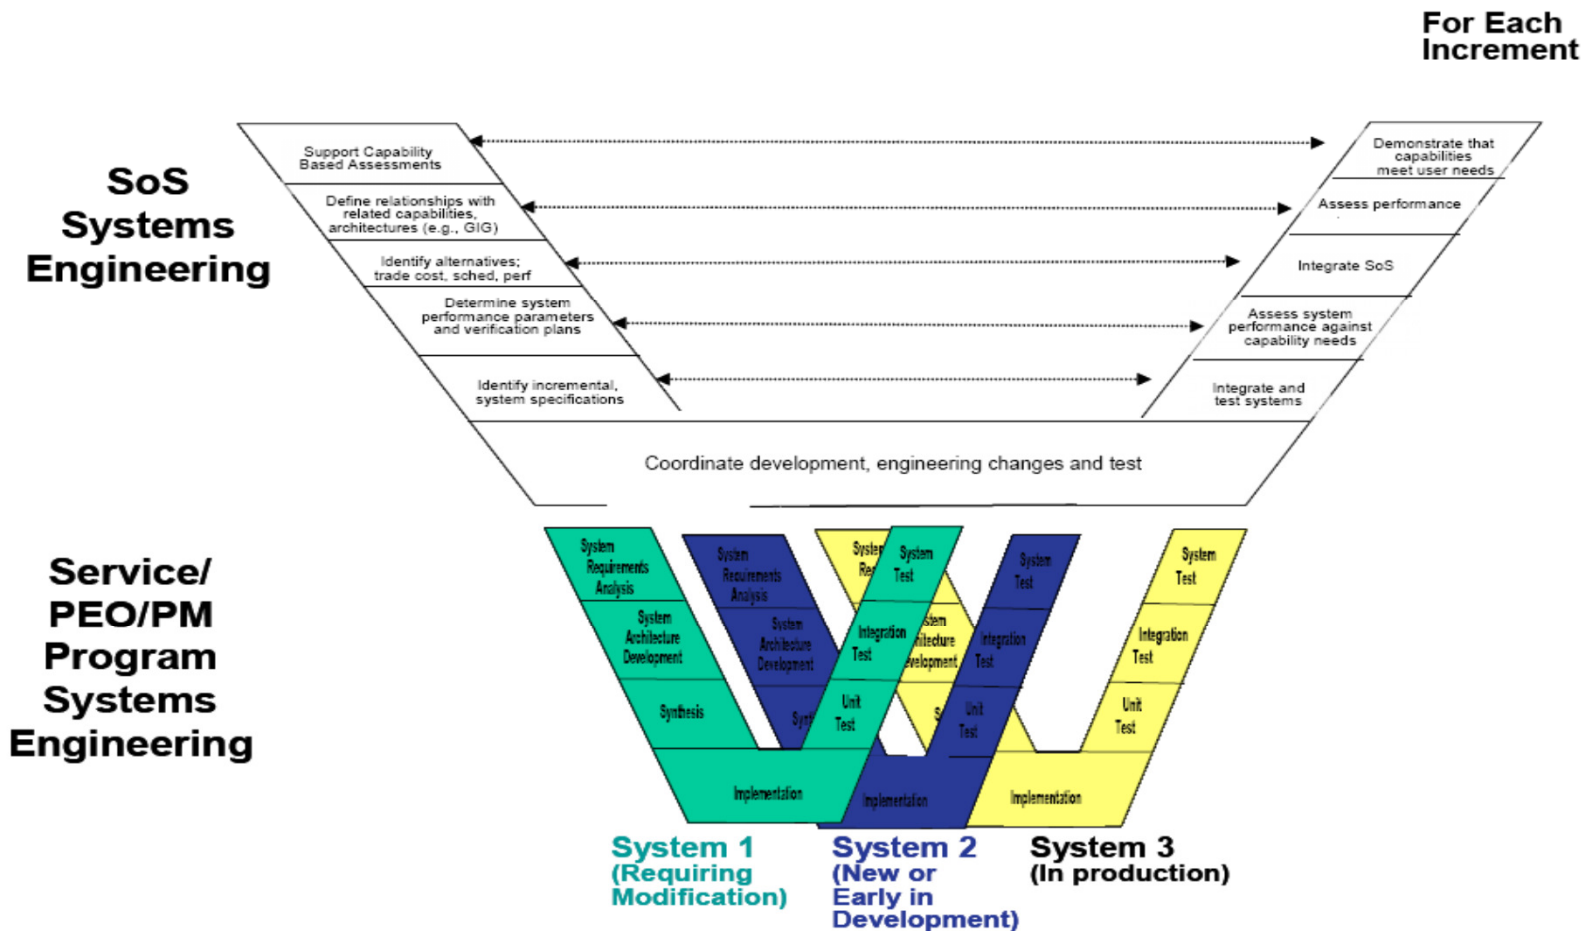 For Each
Increment
SoS
Systems
Engineering
Support Capability
Based Assessments
Define relationships with
related capabilities,
architectures (e.g., GIG)
Identify alternatives;
trade cost, sched, perf
Determine system
performance parameters
and verification plans
Identify incremental,
system specifications
Demonstrate that
capabilities
meet user needs
Assess performance
Integrate SoS
Assess system
performance against
capability needs
Integrate and
test systems
Coordinate development, engineering changes and test
Service/
PEO/PM
Program
Systems
Engineering
System
Requirements
Analysis
System
Architecture
Development
Synthesis
Implementation
Unit
Test
Integration
Test
System
Test
System
Requirements
Analysis
System
Architecture
Development
Implementation
Unit
Test
Integration
Test
System
Test
Implementation
Unit
Test
Integration
Test
System
Test
System 1
(Requiring
Modification)
System 2
(New or
Early in
Development)
System 3
(In production)